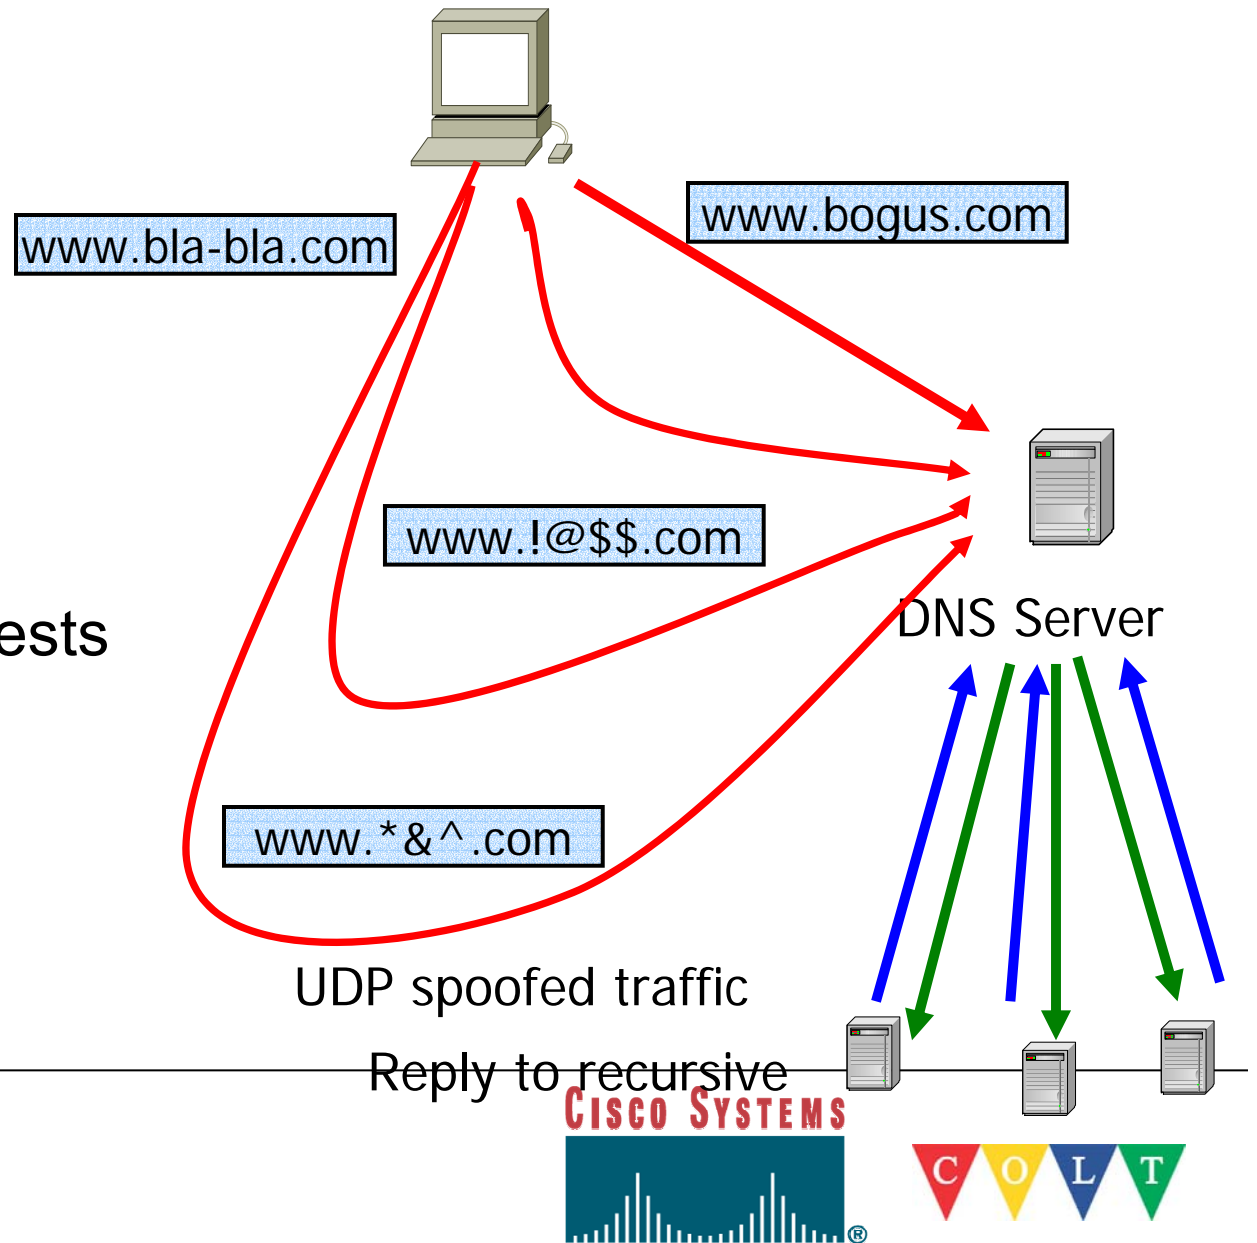 www.bogus.com
www.bla-bla.com
www.!@$$.com
DNS Server
ests
www.*&^.com
UDP spoofed traffic
Reply to recursive
CISCO SYSTEMS
®
C O L T